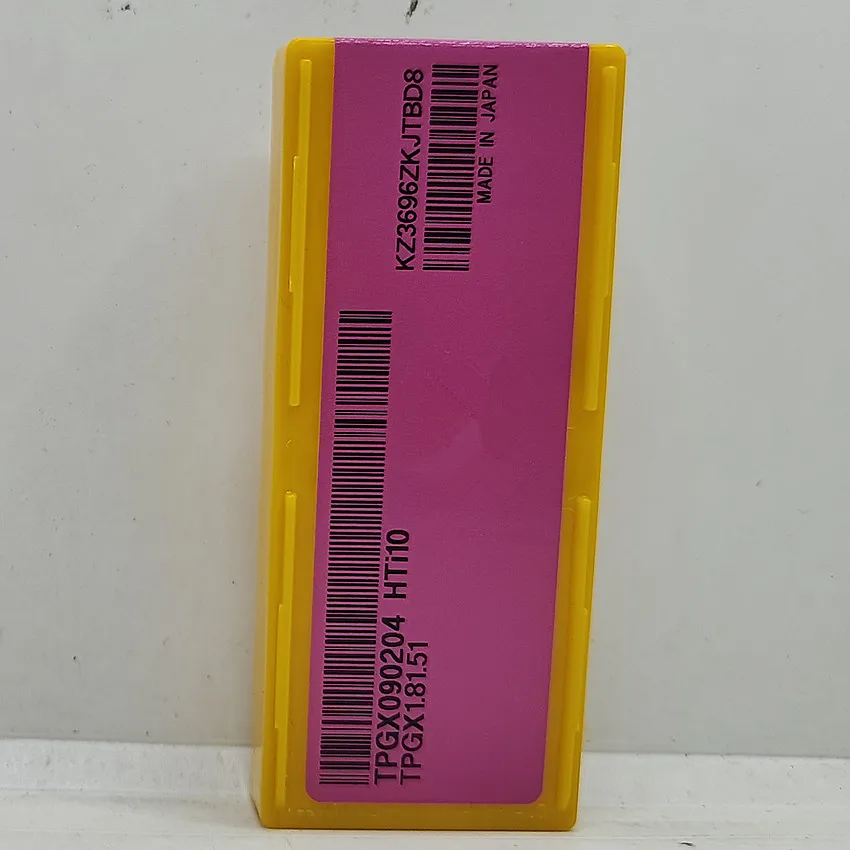 KZ3696ZKJTBD8
MADE IN JAPAN
TPGX090204 HTi10
TPGX1.81.51